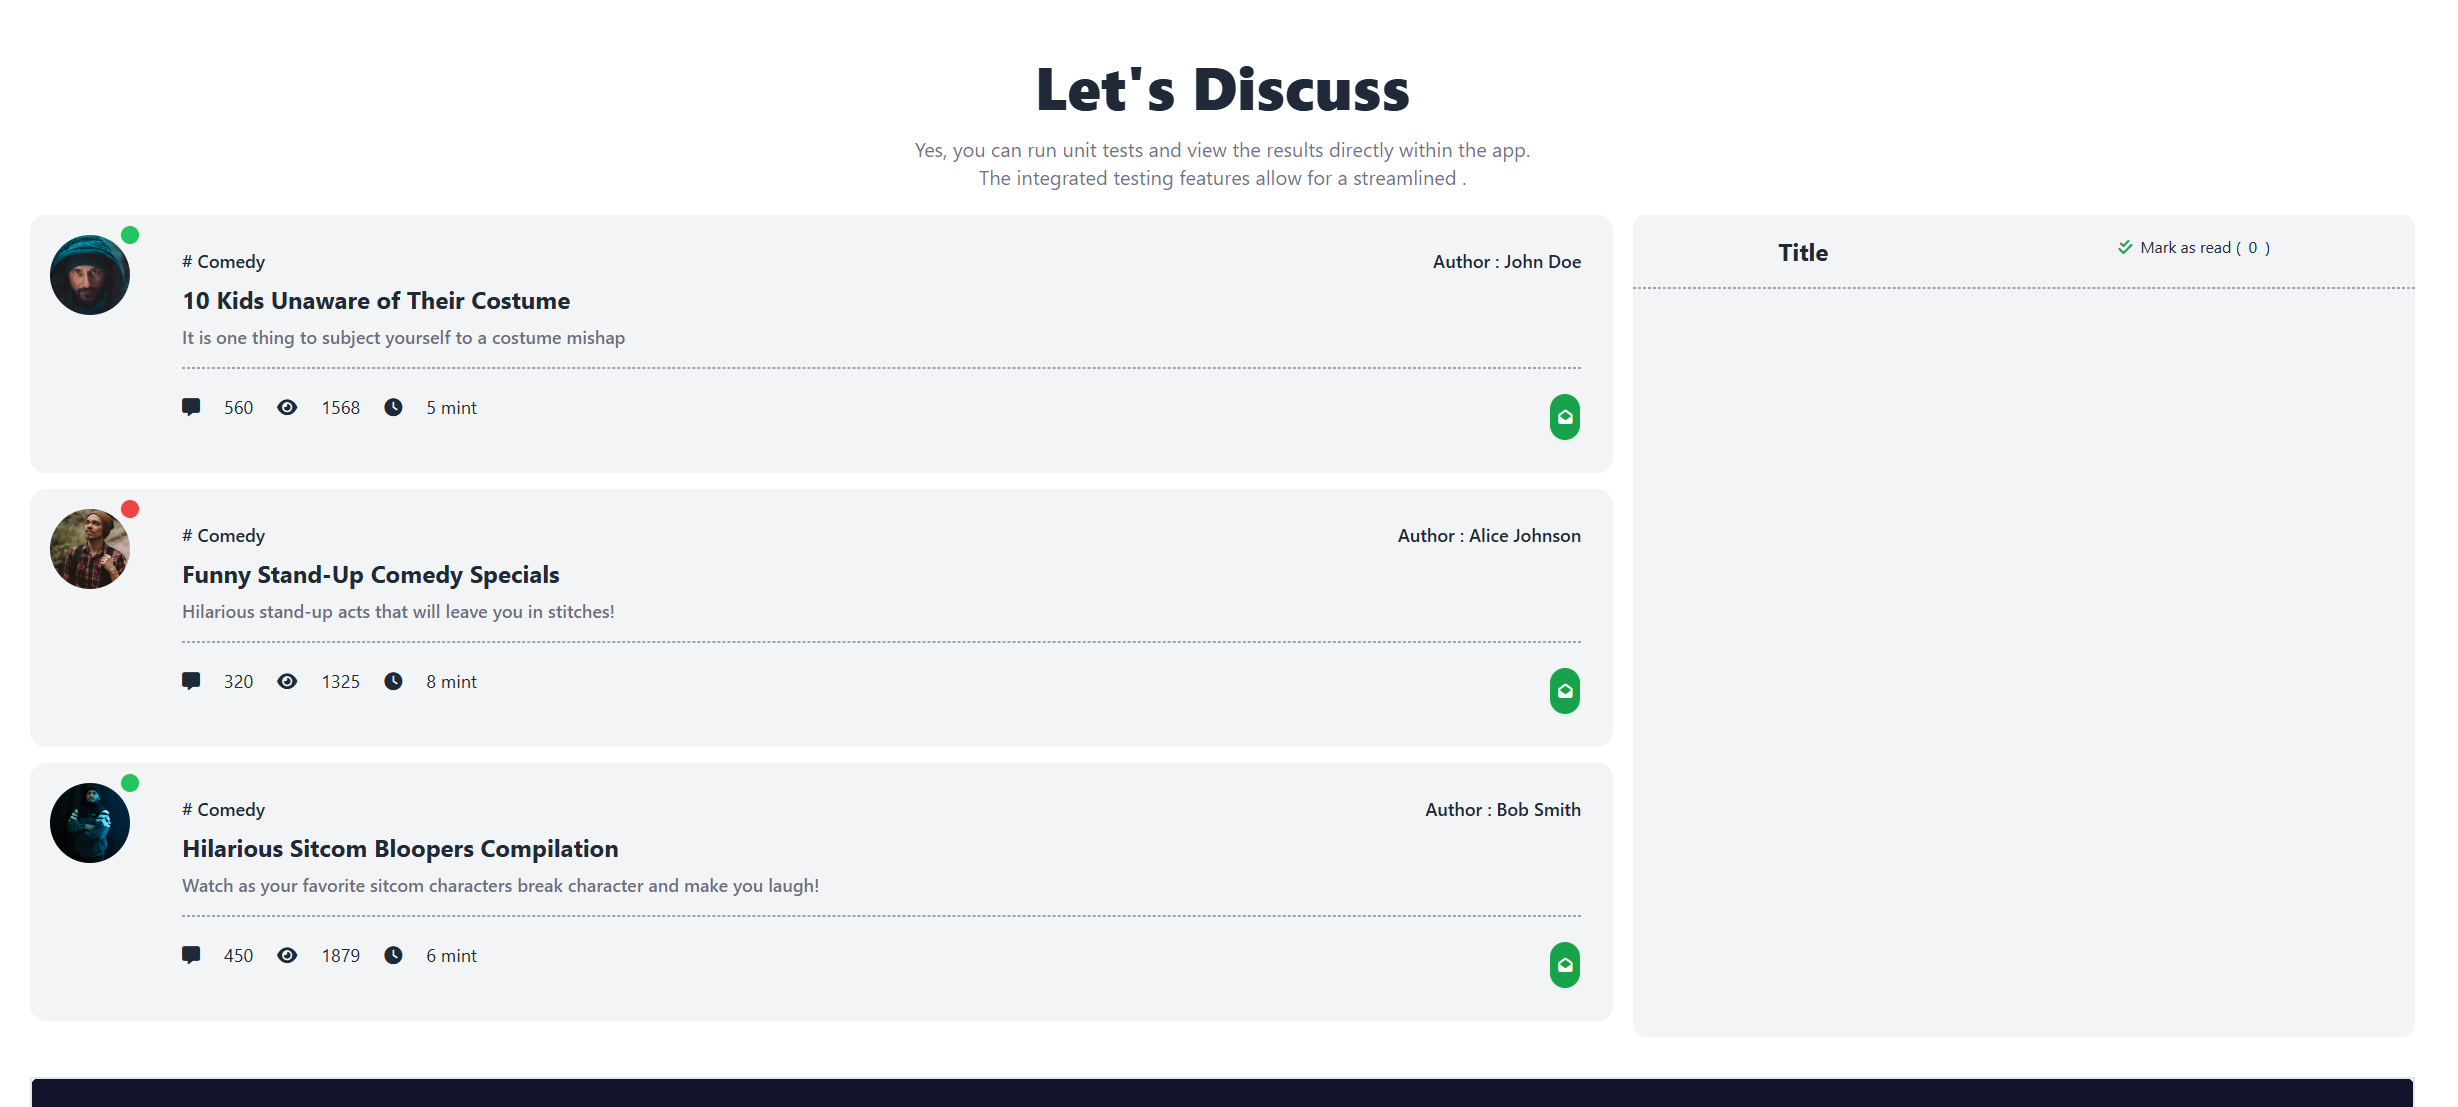 Let's Discuss
Yes, you can run unit tests and view the results directly within the app.
The integrated testing features allow for a streamlined .
# Comedy
Author : John Doe
10 Kids Unaware of Their Costume
It is one thing to subject yourself to a costume mishap
560 1568 5 mint
# Comedy
Author : Alice Johnson
Funny Stand-Up Comedy Specials
Hilarious stand-up acts that will leave you in stitches!
320 1325 8 mint
# Comedy
Author : Bob Smith
Hilarious Sitcom Bloopers Compilation
Watch as your favorite sitcom characters break character and make you laugh!
450 1879 6 mint
Title
Mark as read ( 0 )